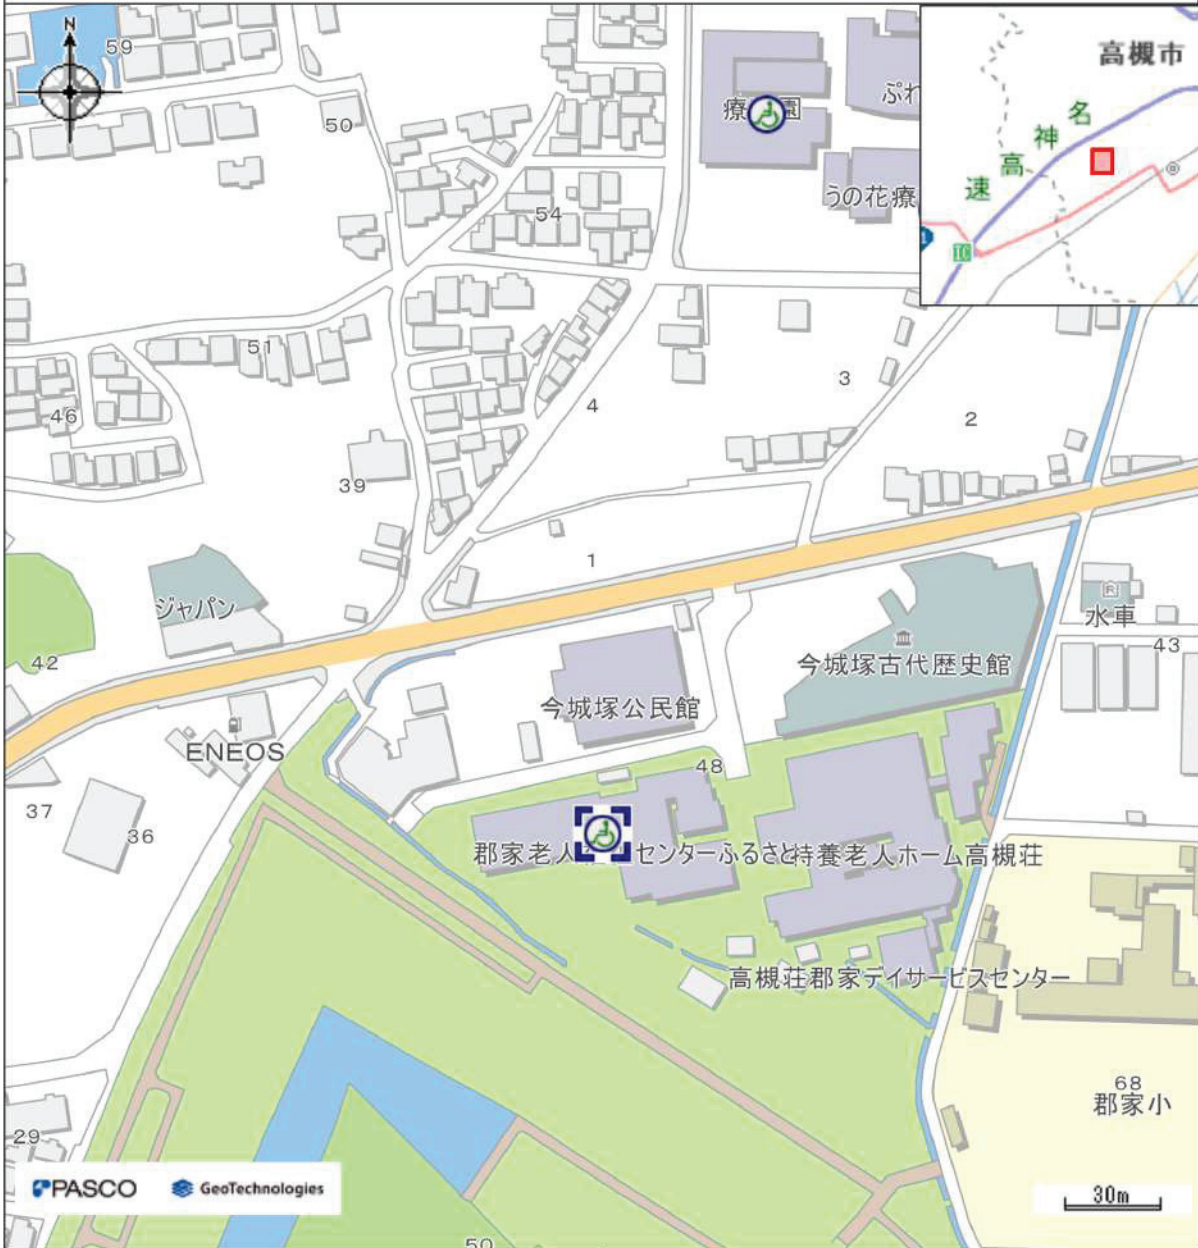 N
59
高槻市
名
神
高
速
IC
50
療
園
ぷれ
うの花療
54
51
46
4
3
2
39
1
ジャパン
水車
42
43
今城塚古代歴史館
今城塚公民館
ENEOS
48
37
36
郡家老人
センターふるさと
特養老人ホーム高槻荘
高槻荘郡家デイサービスセンター
68
郡家小
29
PASCO
GeoTechnologies
30m
50